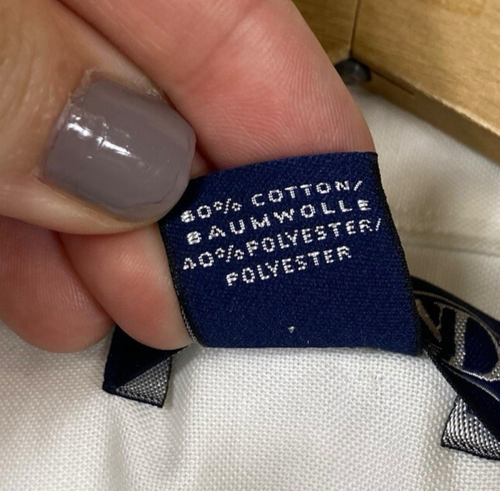 60% COTTON/
BAUMWOLLE
40%POLYESTER/
POLYESTER